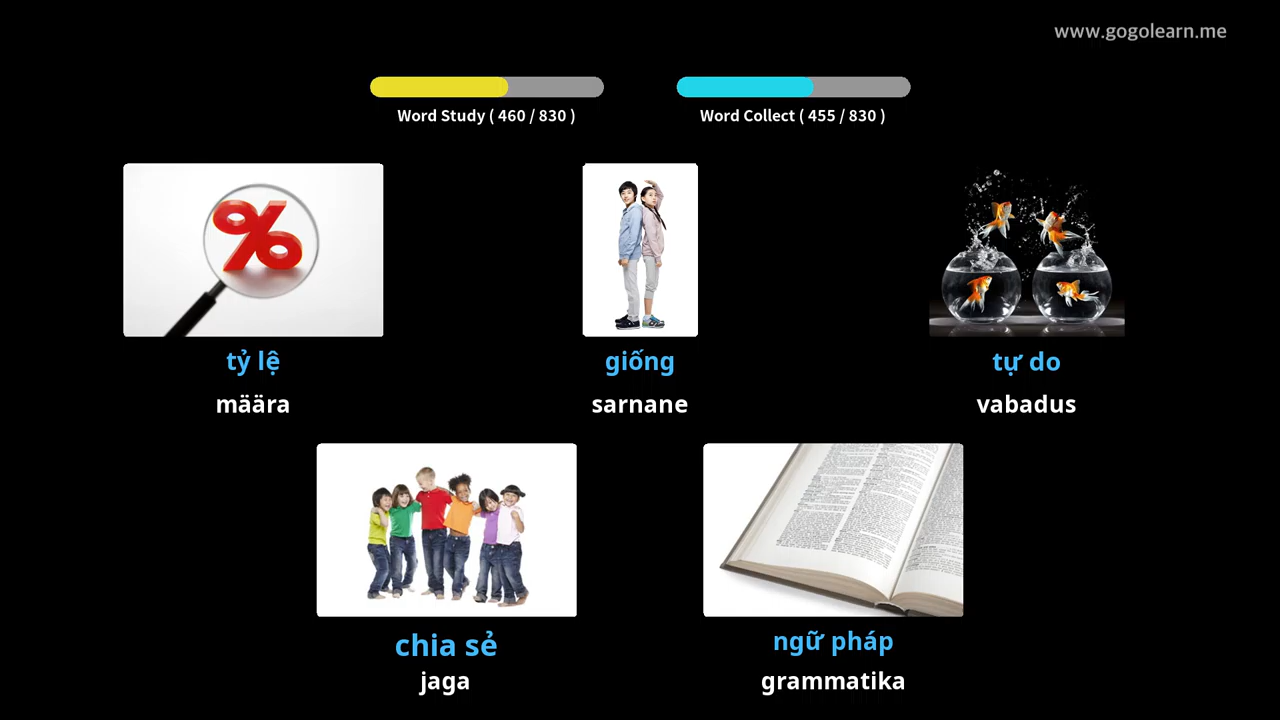 www.gogolearn.me
Word Study ( 460 / 830 )
Word Collect ( 455 / 830 )
tỷ lệ
giống
tự do
määra
sarnane
vabadus
chia sẻ
ngữ pháp
jaga
grammatika